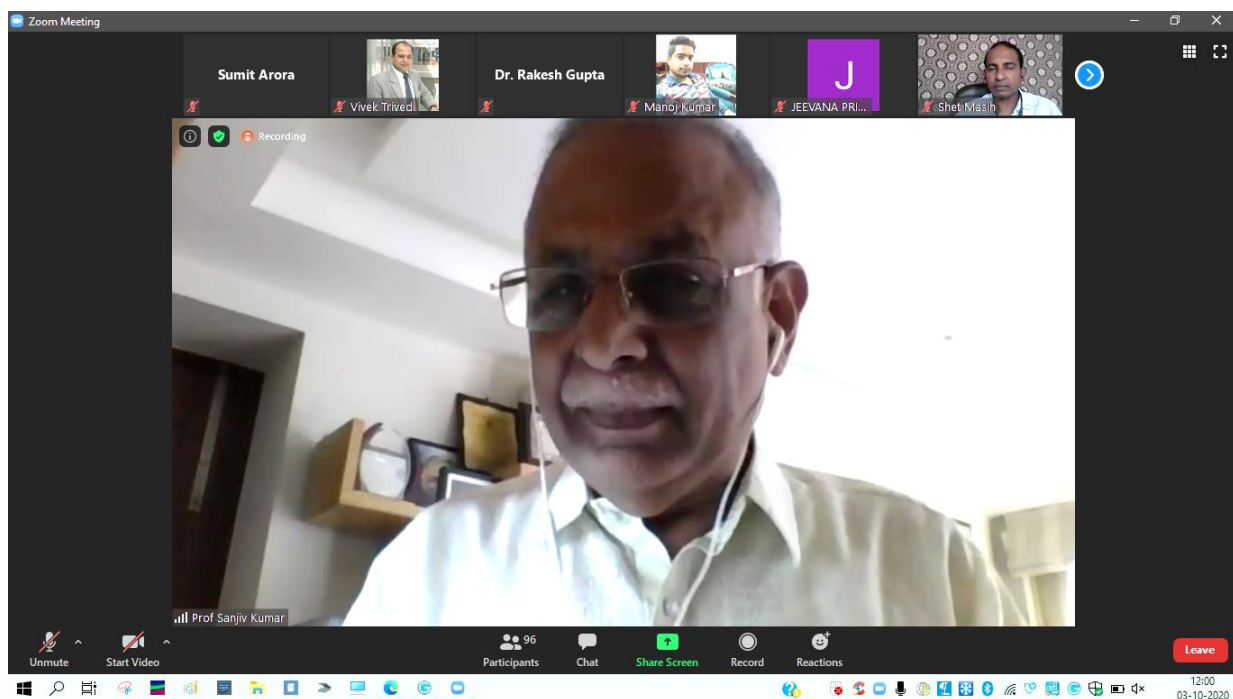 Zoom Meeting
Sumit Arora
Vivek Trivedi
Dr. Rakesh Gupta
Manoj Kumar
J
JEEVANA PRI...
Shet Masih
Recording
Prof Sanjiv Kumar
Unmute
Start Video
96
Participants
Chat
Share Screen
Record
Reactions
Leave
12:00
03-10-2020